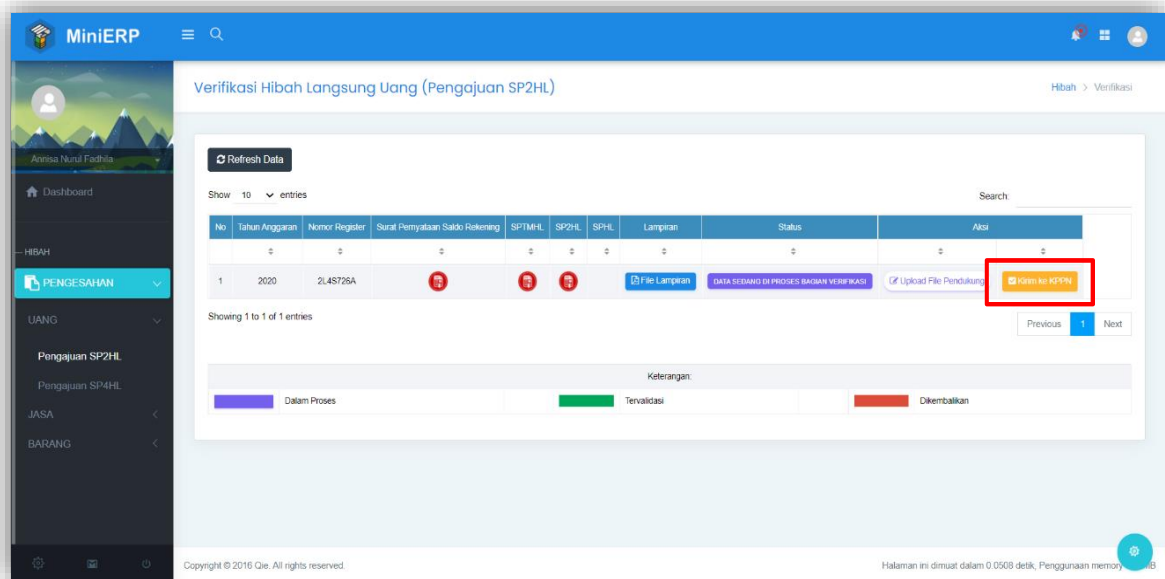 MiniERP
Verifikasi Hibah Langsung Uang (Pengajuan SP2HL)
Hibah > Verifikasi
Annisa Nurul Fadhila
Dashboard
HIBAH
PENGESAHAN
UANG
Pengajuan SP2HL
Pengajuan SP4HL
JASA
BARANG
Refresh Data
Show 10 entries
Search:
No Tahun Anggaran Nomor Register Surat Pernyataan Saldo Rekening SPTMHL SP2HL SPHL Lampiran Status Aksi
1 2020 2L4S726A File Lampiran DATA SEDANG DI PROSES BAGIAN VERIFIKASI Upload File Pendukung Kirim ke KPPN
Showing 1 to 1 of 1 entries
Previous 1 Next
Keterangan:
Dalam Proses Tervalidasi Dikembalikan
Copyright © 2016 Qie. All rights reserved.
Halaman ini dimuat dalam 0.0508 detik, Penggunaan memory